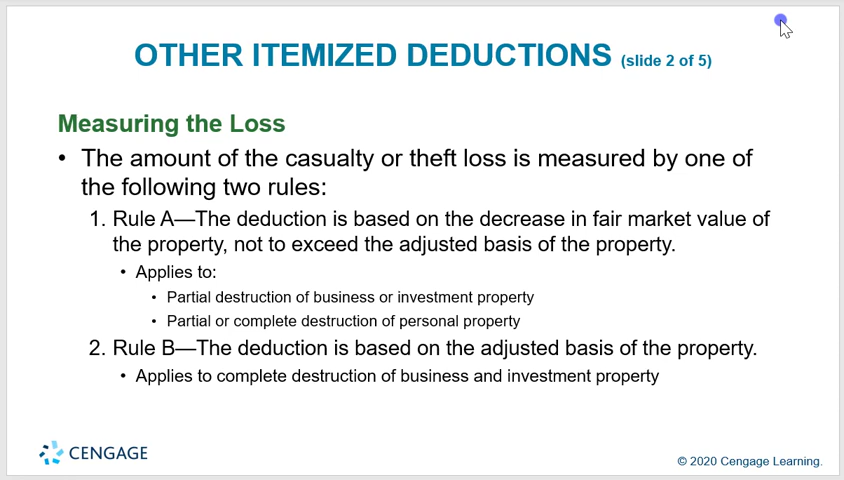 OTHER ITEMIZED DEDUCTIONS (slide 2 of 5)
Measuring the Loss
• The amount of the casualty or theft loss is measured by one of
the following two rules:
1. Rule A—The deduction is based on the decrease in fair market value of
the property, not to exceed the adjusted basis of the property.
• Applies to:
• Partial destruction of business or investment property
• Partial or complete destruction of personal property
2. Rule B—The deduction is based on the adjusted basis of the property.
• Applies to complete destruction of business and investment property
CENGAGE
© 2020 Cengage Learning.